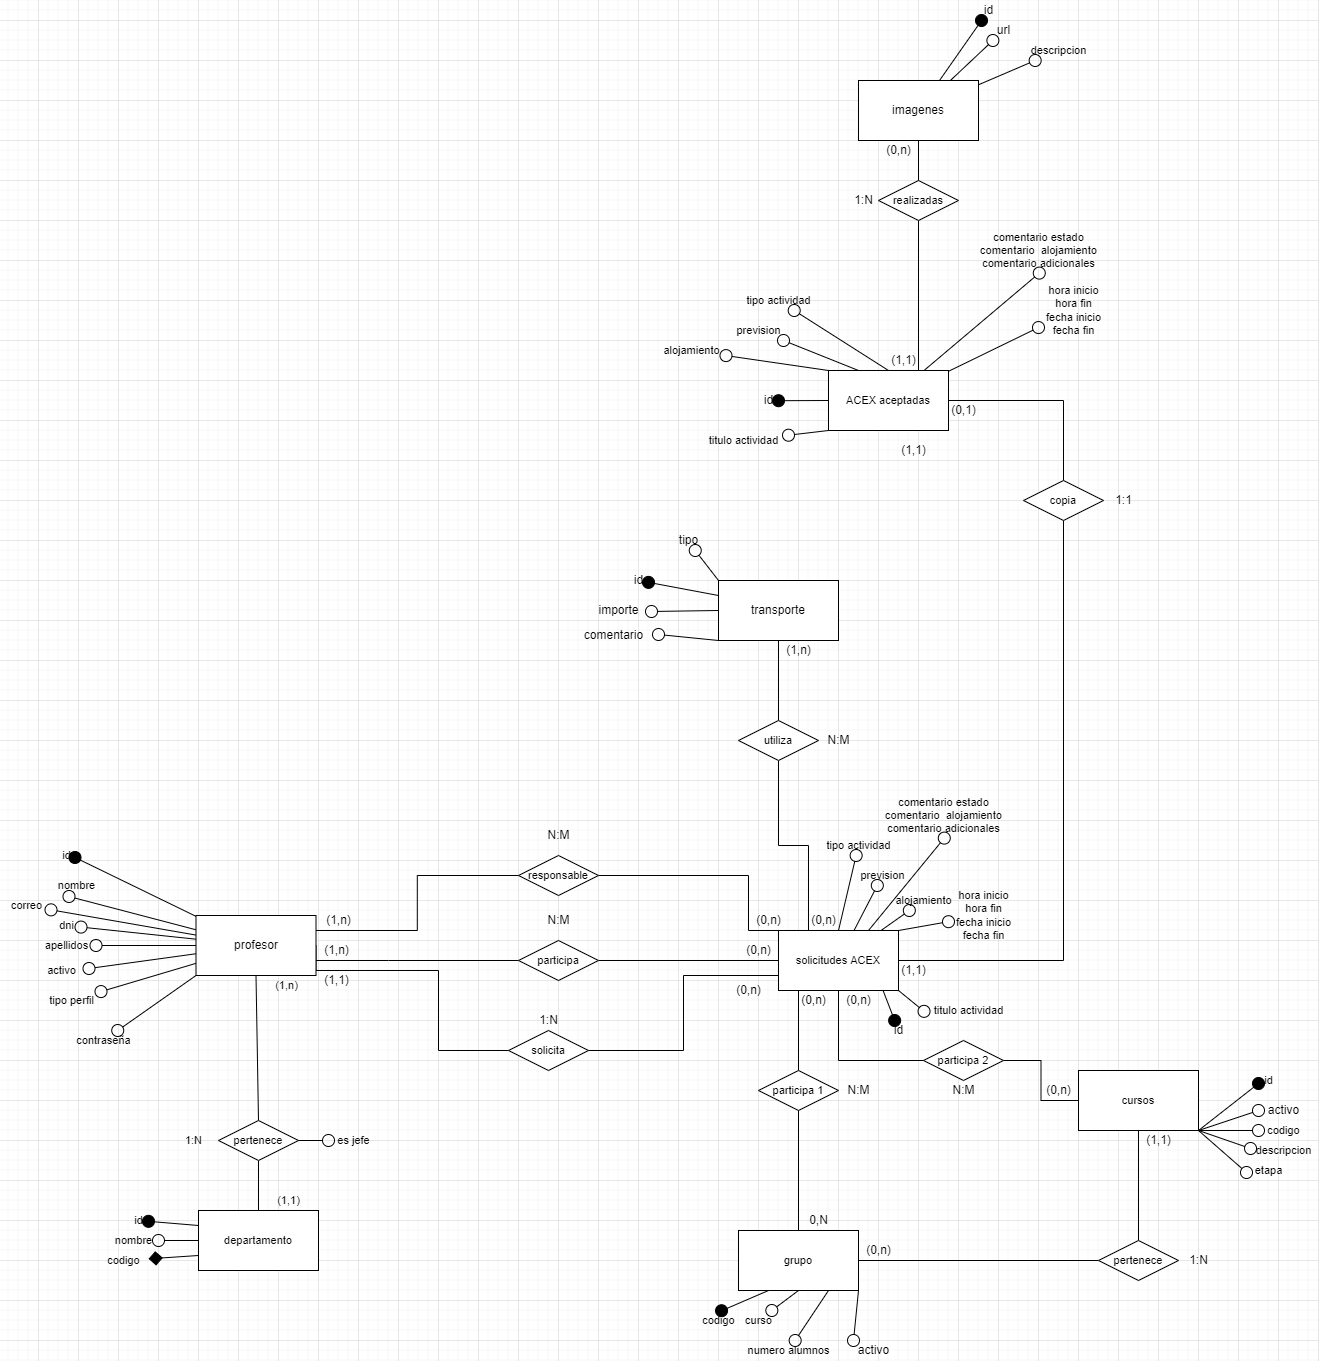 id
url
descripcion
imagenes
(0,n)
1:N
realizadas
comentario estado
comentario  alojamiento
comentario adicionales
hora inicio
hora fin
fecha inicio
fecha fin
tipo actividad
prevision
alojamiento
(1,1)
id
ACEX aceptadas
(0,1)
titulo actividad
(1,1)
copia
1:1
tipo
id
importe
transporte
comentario
(1,n)
utiliza
N:M
comentario estado
comentario  alojamiento
comentario adicionales
tipo actividad
prevision
alojamiento
hora inicio
hora fin
fecha inicio
fecha fin
N:M
responsable
id
nombre
correo
dni
apellidos
activo
tipo perfil
contraseña
profesor
(1,n)
(1,n)
(1,1)
(1,n)
N:M
participa
(0,n)
(0,n)
(0,n)
(0,n)
solicitudes ACEX
(1,1)
(0,n)
(0,n)
titulo actividad
id
1:N
solicita
participa 1
N:M
participa 2
N:M
(0,n)
cursos
id
activo
codigo
descripcion
etapa
(1,1)
1:N
pertenece
es jefe
(1,1)
id
nombre
codigo
departamento
0,N
grupo
(0,n)
pertenece
1:N
codigo
curso
numero alumnos
activo